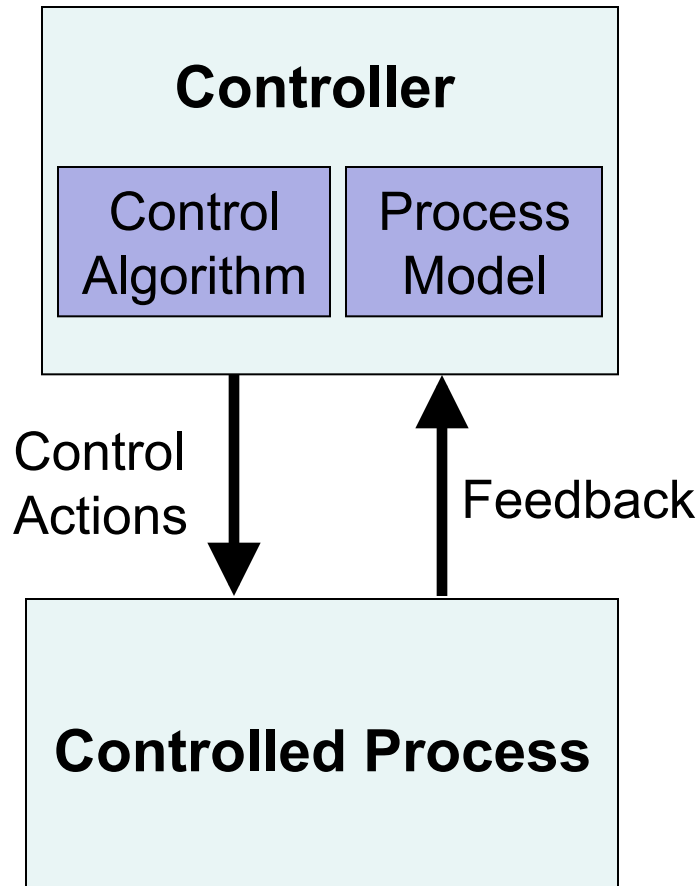 Controller
Control
Algorithm
Process
Model
Control
Actions
Feedback
Controlled Process